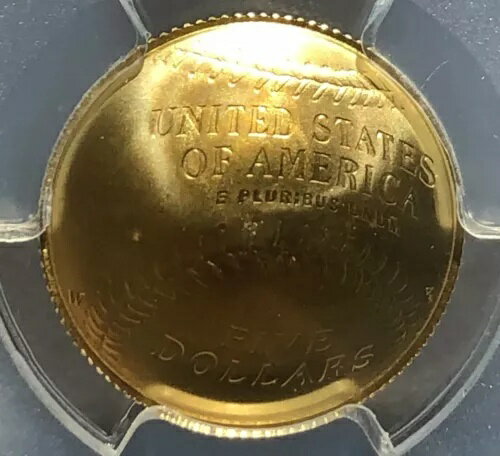 UNITED STATES
OF AMERICA
E PLURIBUS UNUM
W
FIVE
DOLLARS